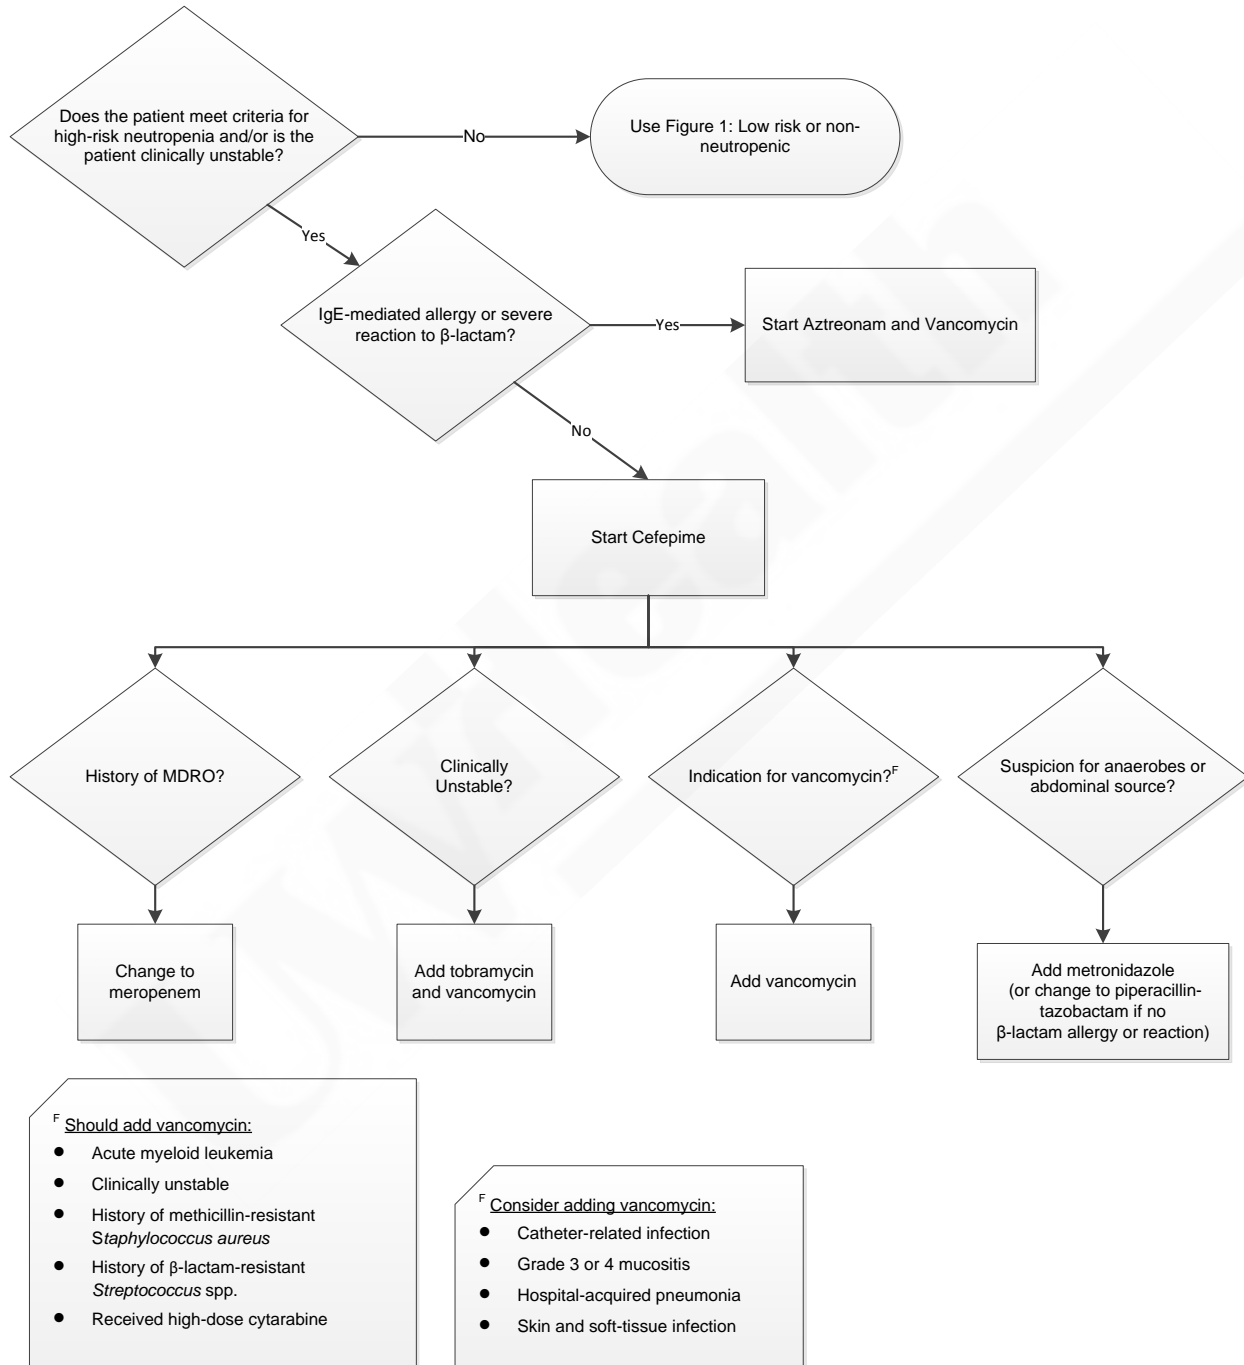 Does the patient meet criteria for
high-risk neutropenia and/or is the
patient clinically unstable?
No
Use Figure 1: Low risk or non-
neutropenic
Yes
IgE-mediated allergy or severe
reaction to β-lactam?
Yes
Start Aztreonam and Vancomycin
No
Start Cefepime
History of MDRO?
Clinically
Unstable?
Indication for vancomycin?F
Suspicion for anaerobes or
abdominal source?
Change to
meropenem
Add tobramycin
and vancomycin
Add vancomycin
Add metronidazole
(or change to piperacillin-
tazobactam if no
β-lactam allergy or reaction)
F Should add vancomycin:
● Acute myeloid leukemia
● Clinically unstable
● History of methicillin-resistant
Staphylococcus aureus
● History of β-lactam-resistant
Streptococcus spp.
● Received high-dose cytarabine
F Consider adding vancomycin:
● Catheter-related infection
● Grade 3 or 4 mucositis
● Hospital-acquired pneumonia
● Skin and soft-tissue infection
UWHealth